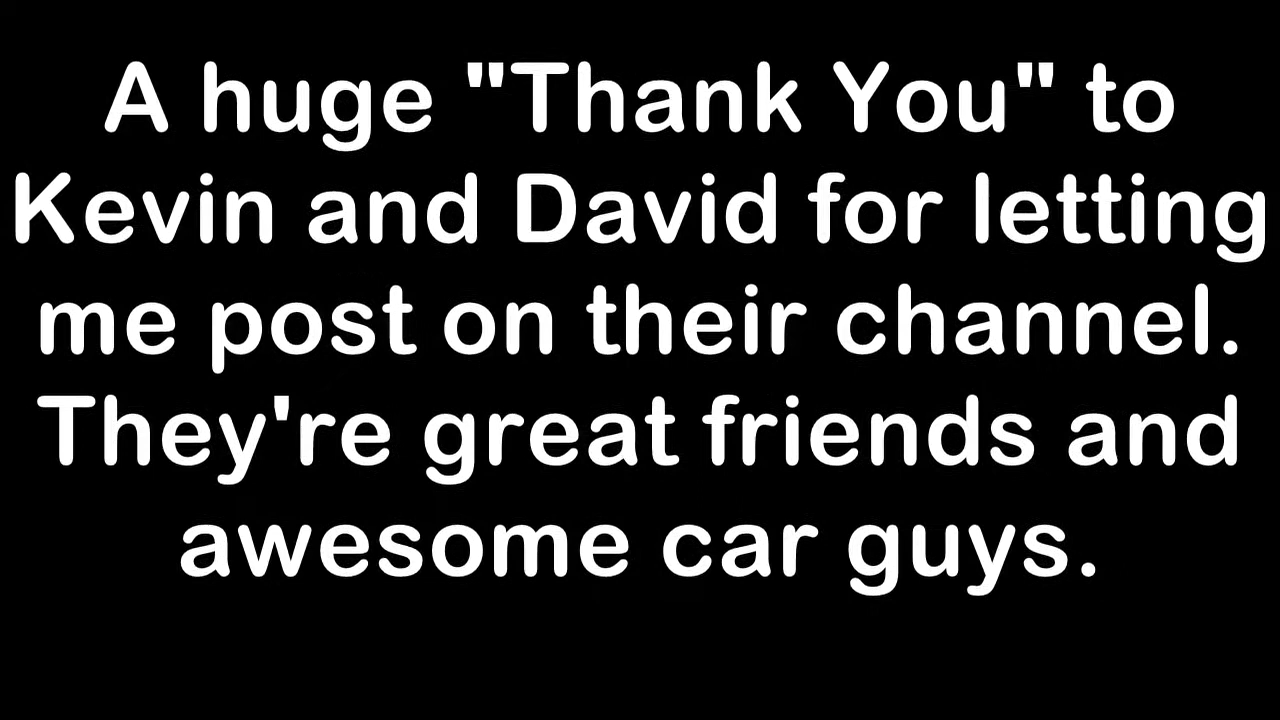 A huge "Thank You" to
Kevin and David for letting
me post on their channel.
They're great friends and
awesome car guys.